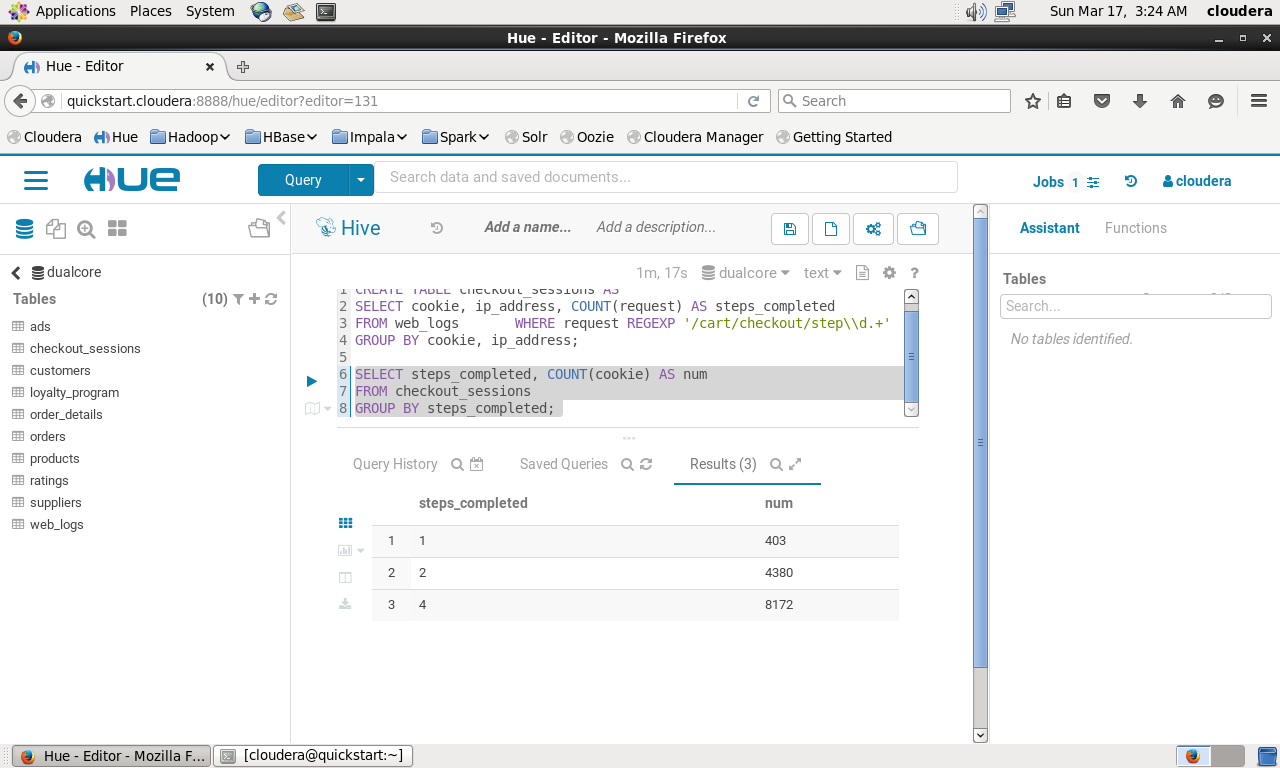 Applications Places System Sun Mar 17, 3:24 AM cloudera
Hue - Editor - Mozilla Firefox
Hue - Editor
quickstart.cloudera:8888/hue/editor?editor=131 Search
Cloudera Hue Hadoop HBase Impala Spark Solr Oozie Cloudera Manager Getting Started
HUE Query Search data and saved documents... Jobs 1 cloudera
Hive Add a name... Add a description... Assistant Functions
dualcore 1m, 17s dualcore text ?
Tables (10) Tables
Search...
No tables identified.
ads
checkout_sessions
customers
loyalty_program
order_details
orders
products
ratings
suppliers
web_logs
1 CREATE TABLE checkout_sessions AS
2 SELECT cookie, ip_address, COUNT(request) AS steps_completed
3 FROM web_logs WHERE request REGEXP '/cart/checkout/step\\d.+'
4 GROUP BY cookie, ip_address;
5
6 SELECT steps_completed, COUNT(cookie) AS num
7 FROM checkout_sessions
8 GROUP BY steps_completed;
Query History Saved Queries Results (3)
steps_completed num
1 1 403
2 2 4380
3 4 8172
Hue - Editor - Mozilla F... [cloudera@quickstart:~]